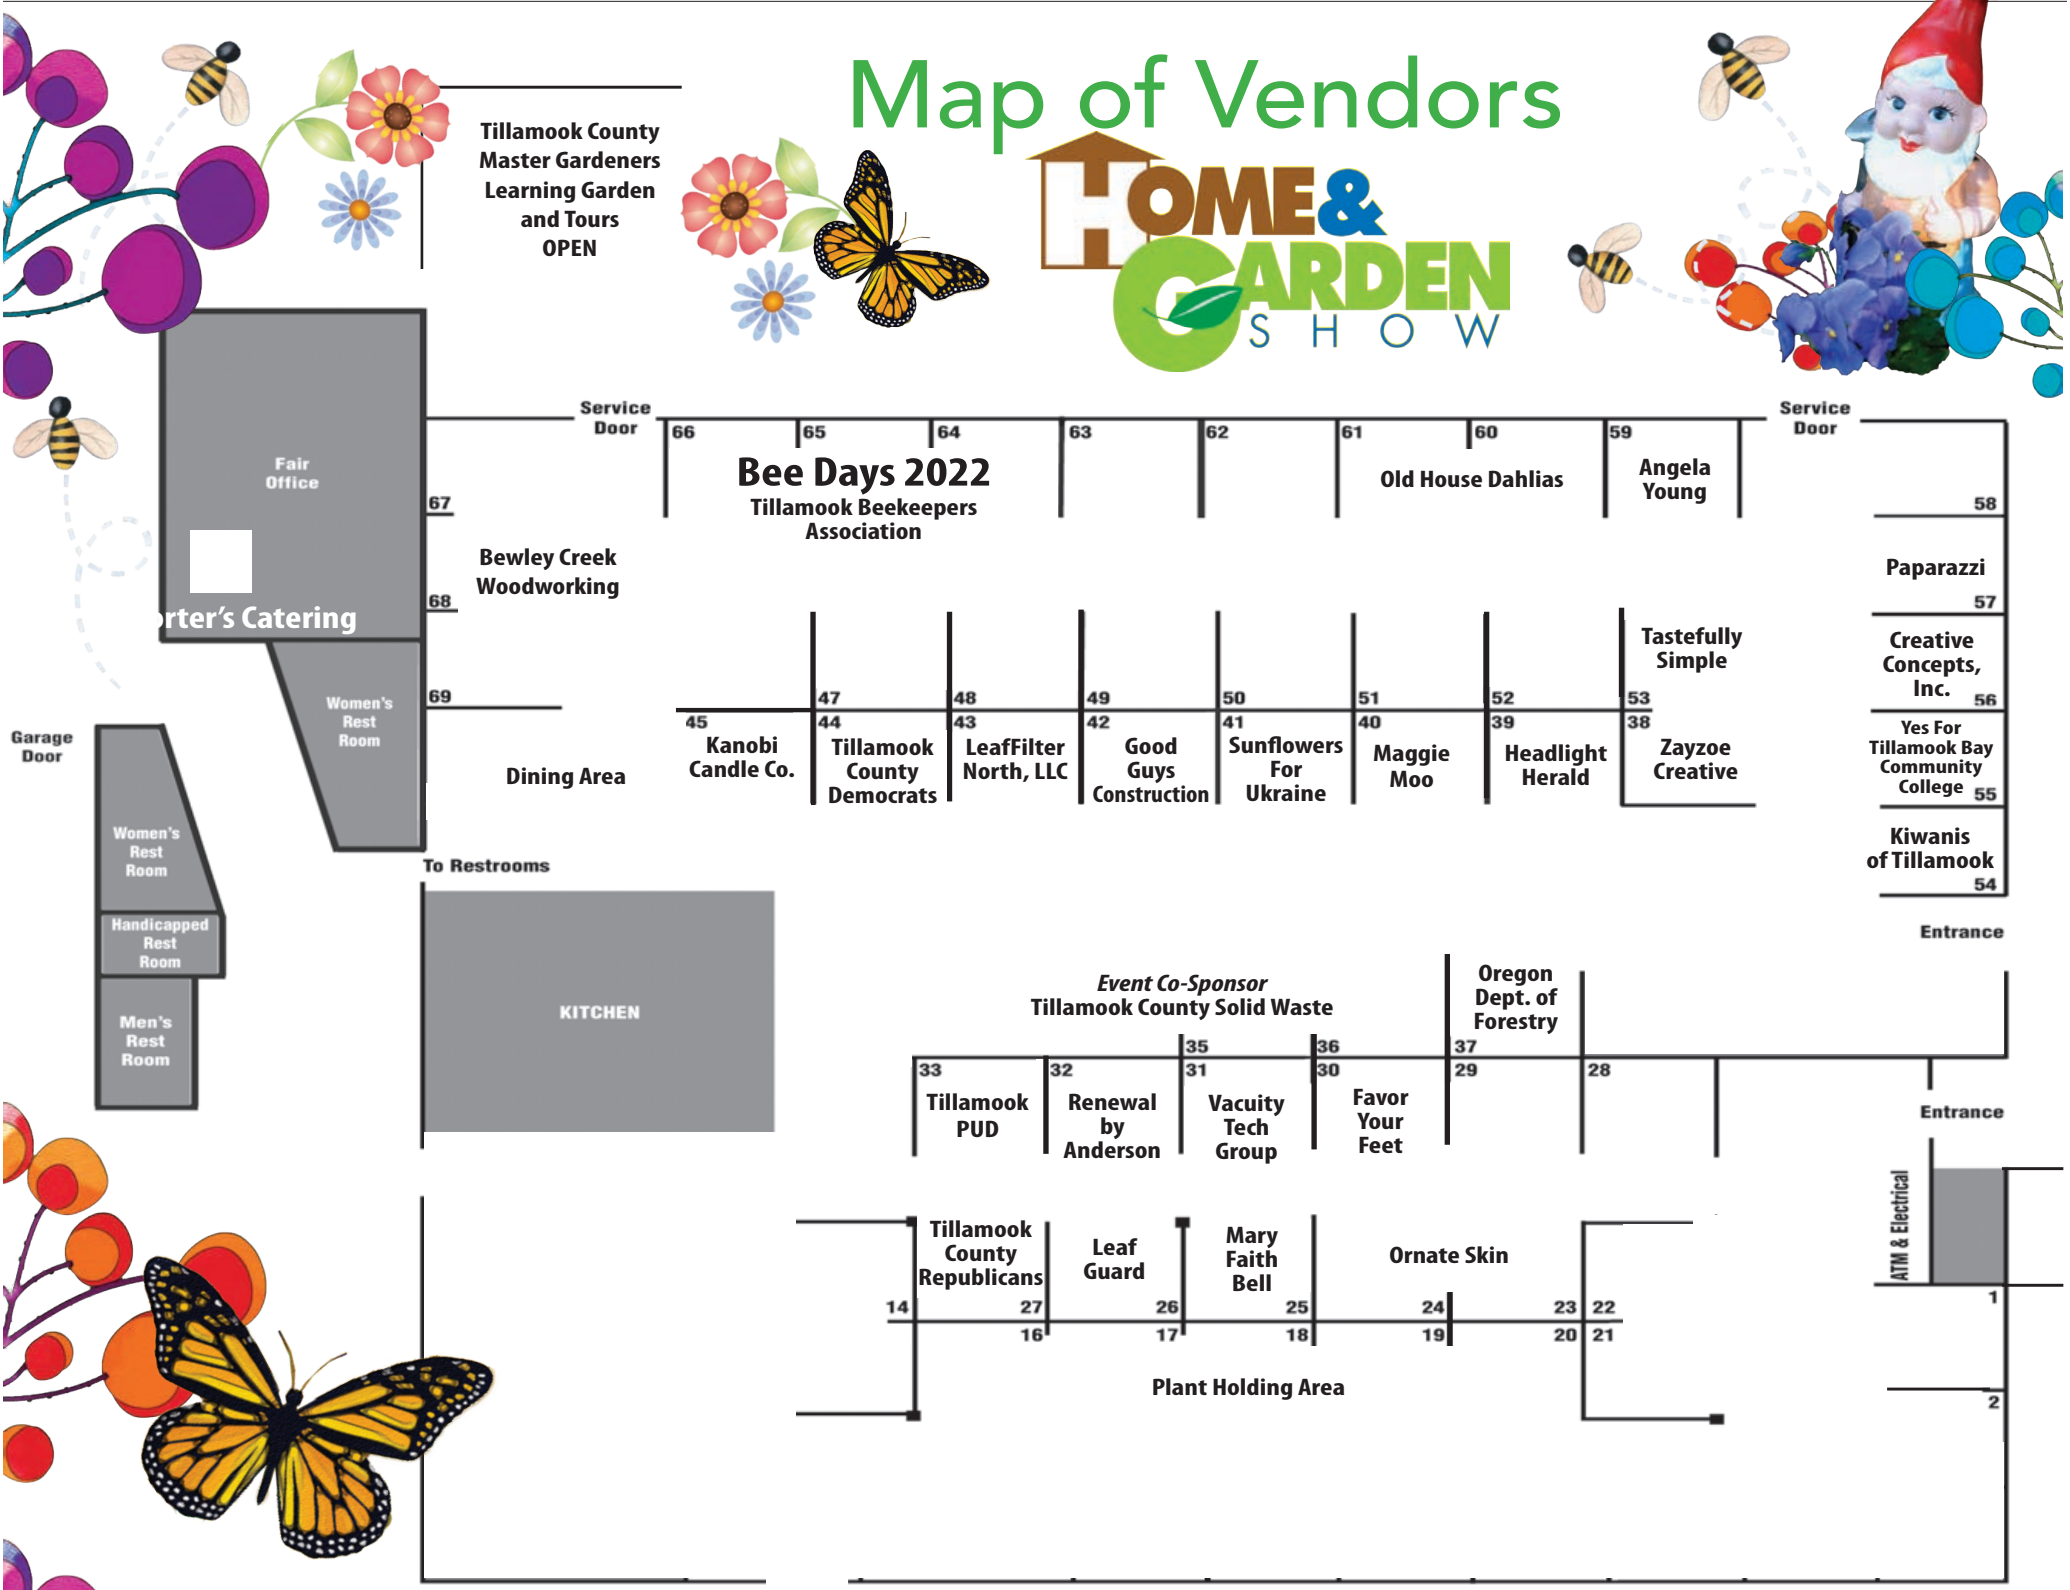 Map of Vendors
HOME &
GARDEN
SHOW
Tillamook County
Master Gardeners
Learning Garden
and Tours
OPEN
Service
Door
66
65
64
63
62
61
60
59
Service
Door
Bee Days 2022
Tillamook Beekeepers
Association
Old House Dahlias
Angela
Young
Fair
Office
67
Bewley Creek
Woodworking
68
rter's Catering
58
Paparazzi
57
Creative
Concepts,
Inc.
56
Yes For
Tillamook Bay
Community
College
55
Kiwanis
of Tillamook
54
Entrance
Tastefully
Simple
69
47
48
49
50
51
52
53
45
44
43
42
41
40
39
38
Kanobi
Candle Co.
Tillamook
County
Democrats
LeafFilter
North, LLC
Good
Guys
Construction
Sunflowers
For
Ukraine
Maggie
Moo
Headlight
Herald
Zayzoe
Creative
Women's
Rest
Room
Dining Area
Garage
Door
Women's
Rest
Room
Handicapped
Rest
Room
Men's
Rest
Room
To Restrooms
KITCHEN
Event Co-Sponsor
Tillamook County Solid Waste
Oregon
Dept. of
Forestry
35
36
37
33
32
31
30
29
28
Tillamook
PUD
Renewal
by
Anderson
Vacuity
Tech
Group
Favor
Your
Feet
Entrance
ATM & Electrical
Tillamook
County
Republicans
Leaf
Guard
Mary
Faith
Bell
Ornate Skin
14
27
26
25
24
23
22
16
17
18
19
20
21
1
2
Plant Holding Area